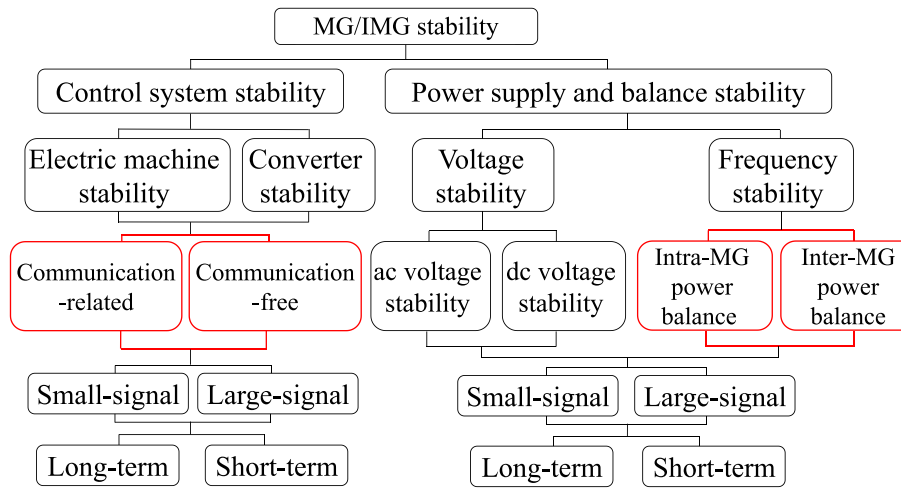 MG/IMG stability
Control system stability
Power supply and balance stability
Electric machine
stability
Converter
stability
Voltage
stability
Frequency
stability
Communication
-related
Communication
-free
ac voltage
stability
dc voltage
stability
Intra-MG
power
balance
Inter-MG
power
balance
Small-signal
Large-signal
Small-signal
Large-signal
Long-term
Short-term
Long-term
Short-term